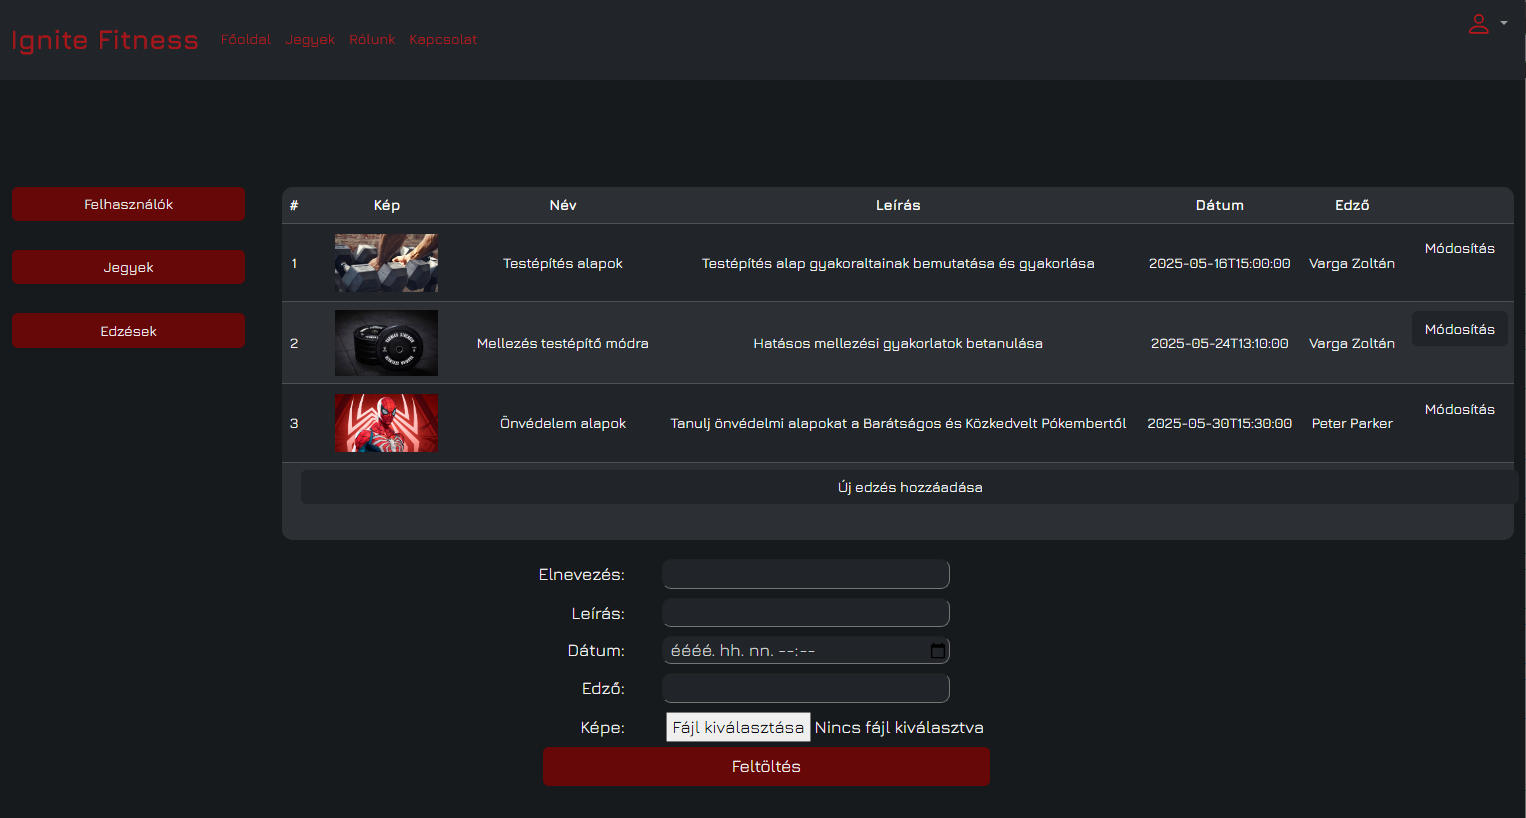 Ignite Fitness Főoldal Jegyek Rólunk Kapcsolat
Felhasználók
Jegyek
Edzések
# Kép Név Leírás Dátum Edző
1 Testépítés alapok Testépítés alap gyakoraltainak bemutatása és gyakorlása 2025-05-16T15:00:00 Varga Zoltán Módosítás
2 Mellezés testépítő módra Hatásos mellezési gyakorlatok betanulása 2025-05-24T13:10:00 Varga Zoltán Módosítás
3 Önvédelem alapok Tanulj önvédelmi alapokat a Barátságos és Közkedvelt Pókembertől 2025-05-30T15:30:00 Peter Parker Módosítás
Új edzés hozzáadása
Elnevezés:
Leírás:
Dátum: éééé. hh. nn. --:--
Edző:
Képe: Fájl kiválasztása Nincs fájl kiválasztva
Feltöltés